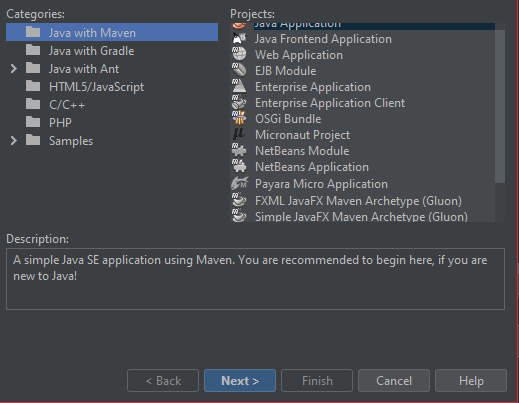 Categories:
Java with Maven
Java with Gradle
Java with Ant
HTML5/JavaScript
C/C++
PHP
Samples
Projects:
Java Application
Java Frontend Application
Web Application
EJB Module
Enterprise Application
Enterprise Application Client
OSGi Bundle
Micronaut Project
NetBeans Module
NetBeans Application
Payara Micro Application
FXML JavaFX Maven Archetype (Gluon)
Simple JavaFX Maven Archetype (Gluon)
Description:
A simple Java SE application using Maven. You are recommended to begin here, if you are
new to Java!
< Back
Next >
Finish
Cancel
Help